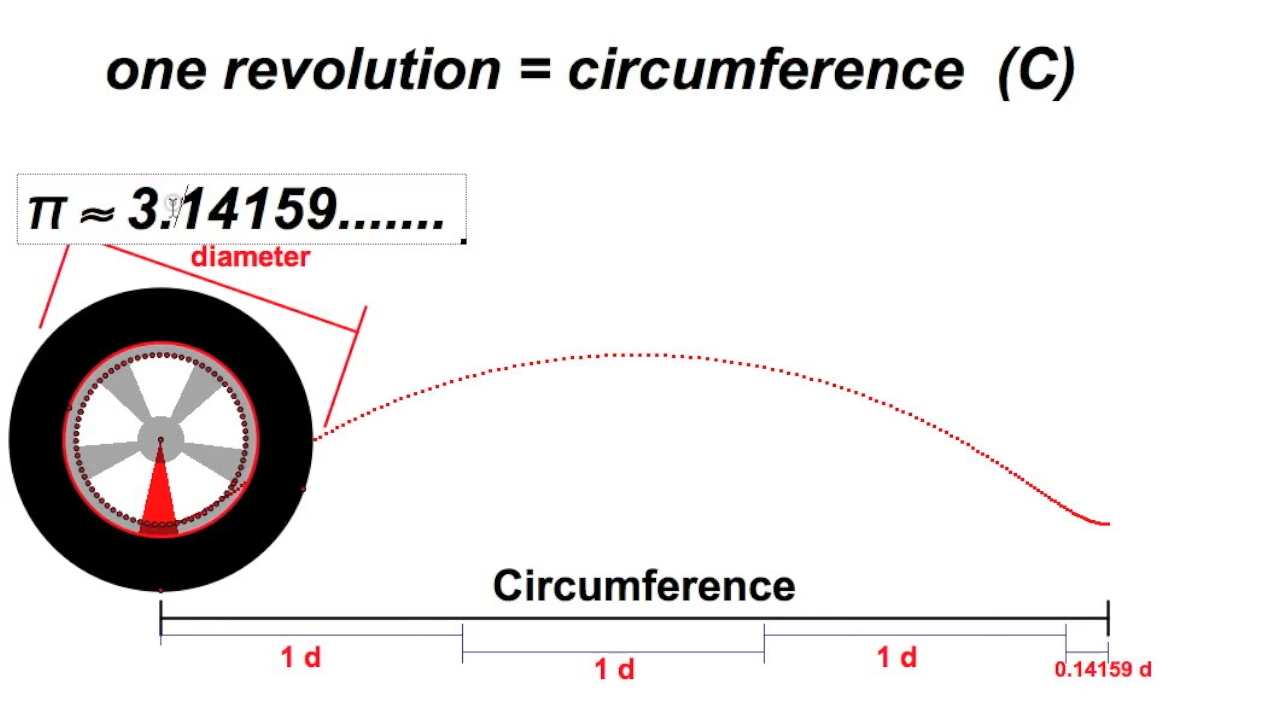 one revolution = circumference (C)
π ≈ 3.14159.......
diameter
Circumference
1 d
1 d
1 d
0.14159 d